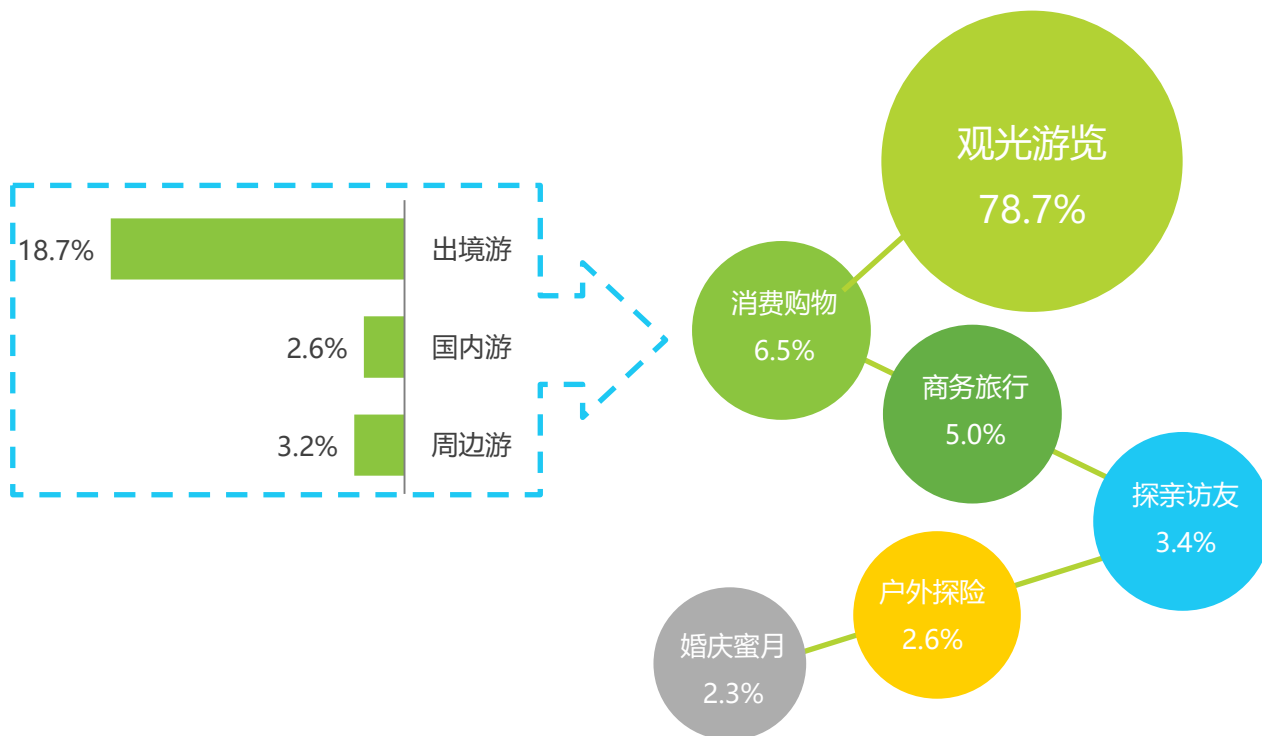 18.7%
出境游
2.6%
国内游
3.2%
周边游
观光游览
78.7%
消费购物
6.5%
商务旅行
5.0%
探亲访友
3.4%
户外探险
2.6%
婚庆蜜月
2.3%